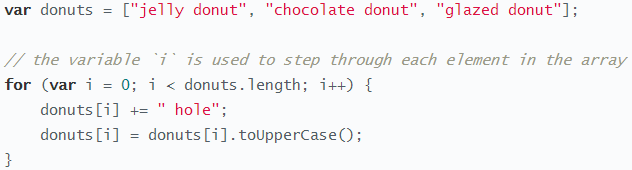 var donuts = ["jelly donut", "chocolate donut", "glazed donut"];
// the variable `i` is used to step through each element in the array
for (var i = 0; i < donuts.length; i++) {
    donuts[i] += " hole";
    donuts[i] = donuts[i].toUpperCase();
}